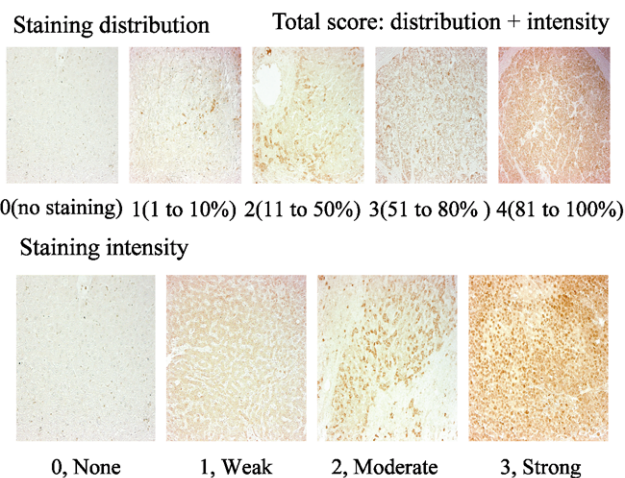 Staining distribution
Total score: distribution + intensity
0(no staining) 1(1 to 10%) 2(11 to 50%) 3(51 to 80% ) 4(81 to 100%)
Staining intensity
0, None 1, Weak 2, Moderate 3, Strong